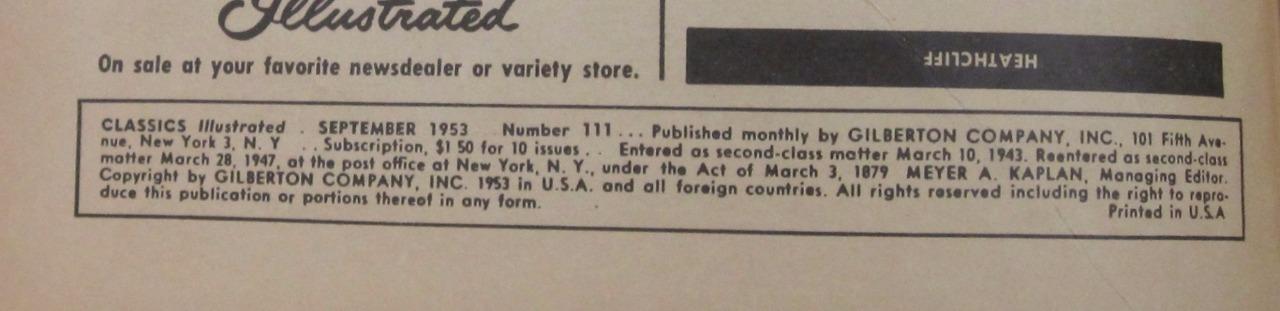 Illustrated
On sale at your favorite newsdealer or variety store.
HEATHCLIFF
CLASSICS Illustrated . SEPTEMBER 1953 Number 111 ... Published monthly by GILBERTON COMPANY, INC., 101 Fifth Ave-
nue, New York 3, N. Y . . Subscription, $1 50 for 10 issues . . Entered as second-class matter March 10, 1943. Reentered as second-class
matter March 28, 1947, at the post office at New York, N. Y., under the Act of March 3, 1879 MEYER A. KAPLAN, Managing Editor.
Copyright by GILBERTON COMPANY, INC. 1953 in U.S.A. and all foreign countries. All rights reserved including the right to repro-
duce this publication or portions thereof in any form.
Printed in U.S.A